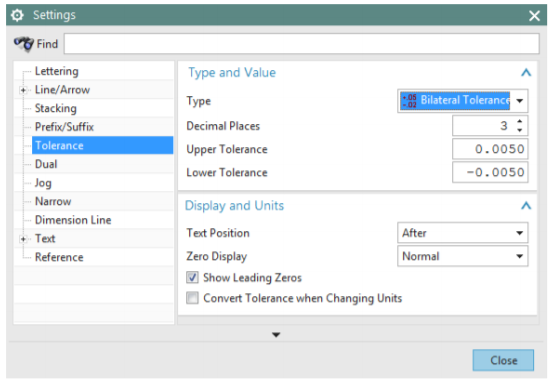 Settings
Find
Lettering
Line/Arrow
Stacking
Prefix/Suffix
Tolerance
Dual
Jog
Narrow
Dimension Line
Text
Reference
Type and Value
Type +.05 -.02 Bilateral Tolerance
Decimal Places 3
Upper Tolerance 0.0050
Lower Tolerance -0.0050
Display and Units
Text Position After
Zero Display Normal
Show Leading Zeros
Convert Tolerance when Changing Units
Close